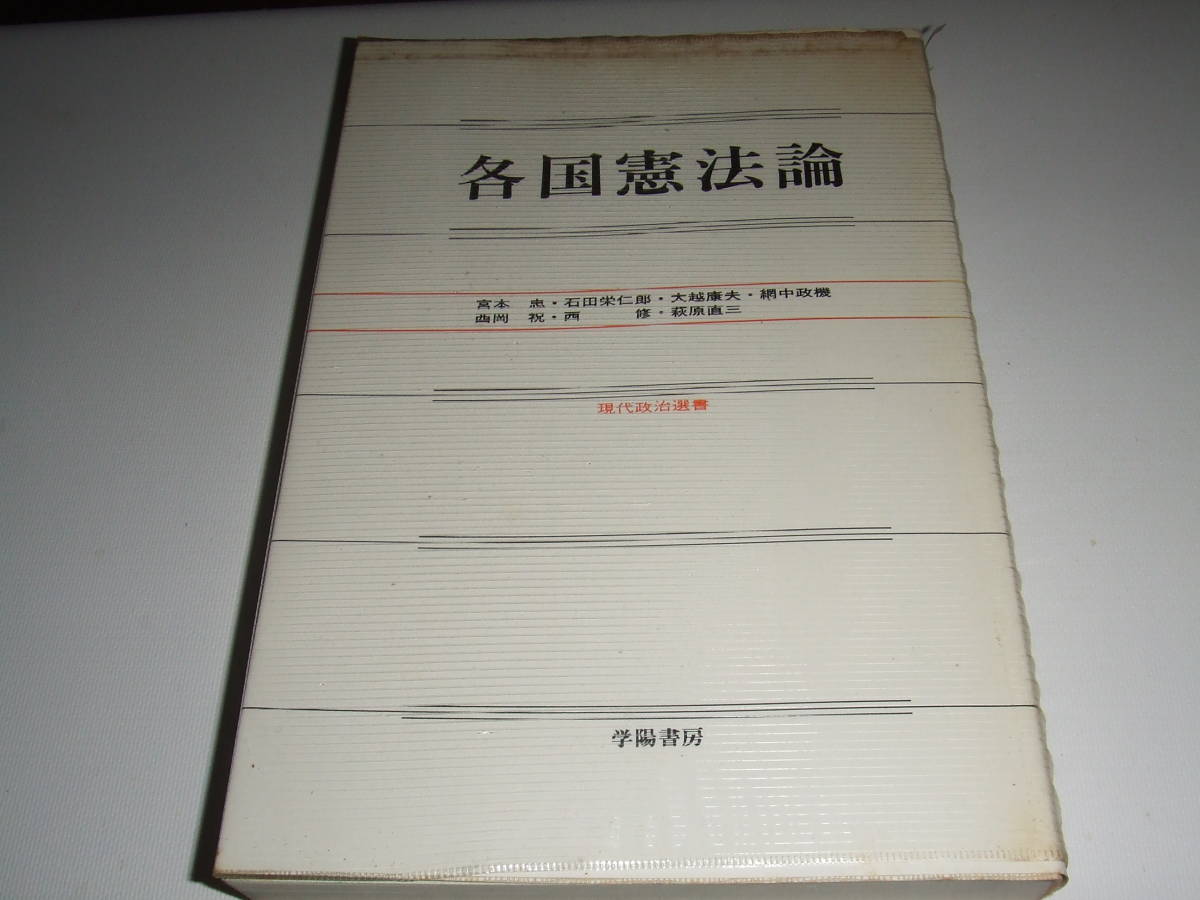 各国憲法論
宮本　忠・石田栄仁郎・大越康夫・網中政機
西岡　祝・西　　修・萩原直三
現代政治選書
学陽書房